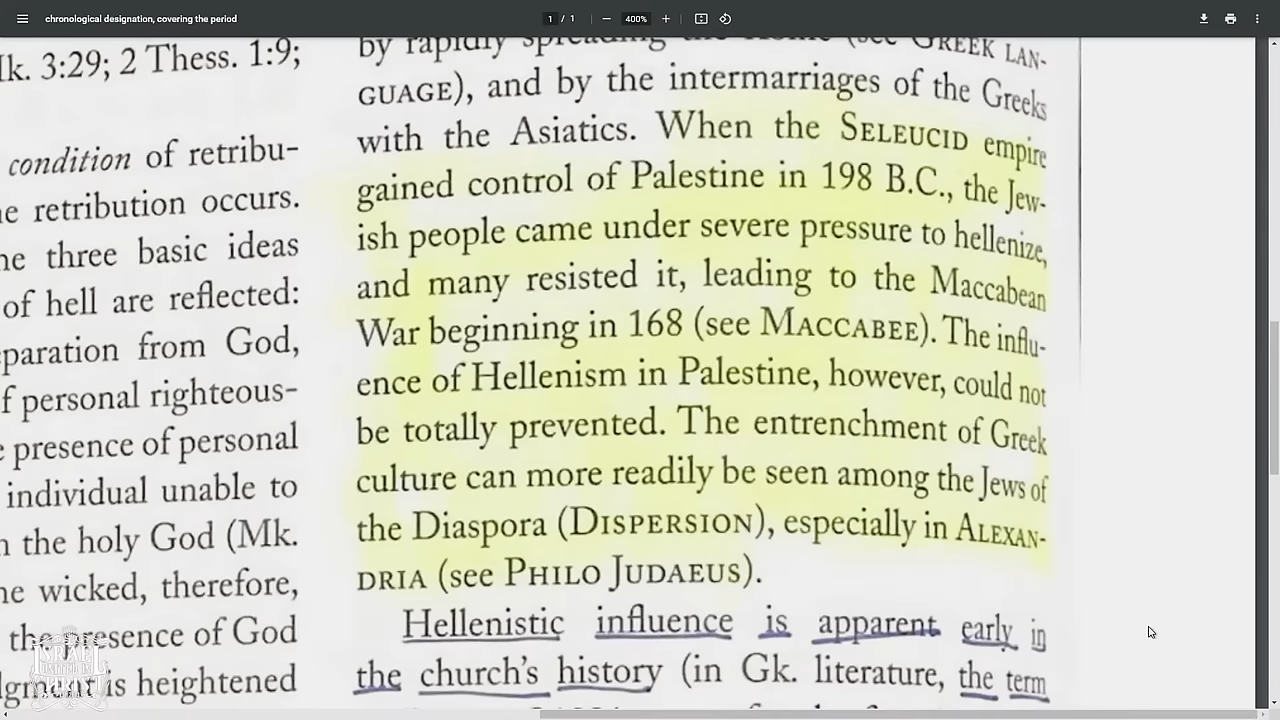 chronological designation, covering the period
1 / 1
400%
Ik. 3:29; 2 Thess. 1:9;
condition of retribu-
e retribution occurs.
three basic ideas
of hell are reflected:
paration from God,
f personal righteous-
presence of personal
individual unable to
the holy God (Mk.
wicked, therefore,
the presence of God
is heightened
by rapidly spreading (see GREEK LAN-
GUAGE), and by the intermarriages of the Greeks
with the Asiatics. When the SELEUCID empire
gained control of Palestine in 198 B.C., the Jew-
ish people came under severe pressure to hellenize,
and many resisted it, leading to the Maccabean
War beginning in 168 (see MACCABEE). The influ-
ence of Hellenism in Palestine, however, could not
be totally prevented. The entrenchment of Greek
culture can more readily be seen among the Jews of
the Diaspora (DISPERSION), especially in ALEXAN-
DRIA (see PHILO JUDAEUS).
Hellenistic influence is apparent early in
the church's history (in Gk. literature, the term